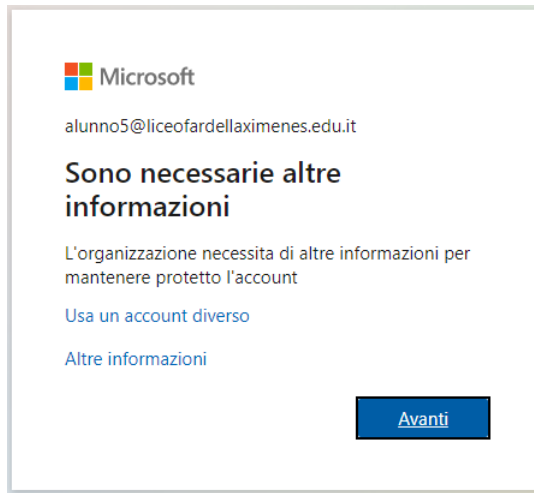 Microsoft
alunno5@liceofardellaximenes.edu.it
Sono necessarie altre
informazioni
L'organizzazione necessita di altre informazioni per
mantenere protetto l'account
Usa un account diverso
Altre informazioni
Avanti